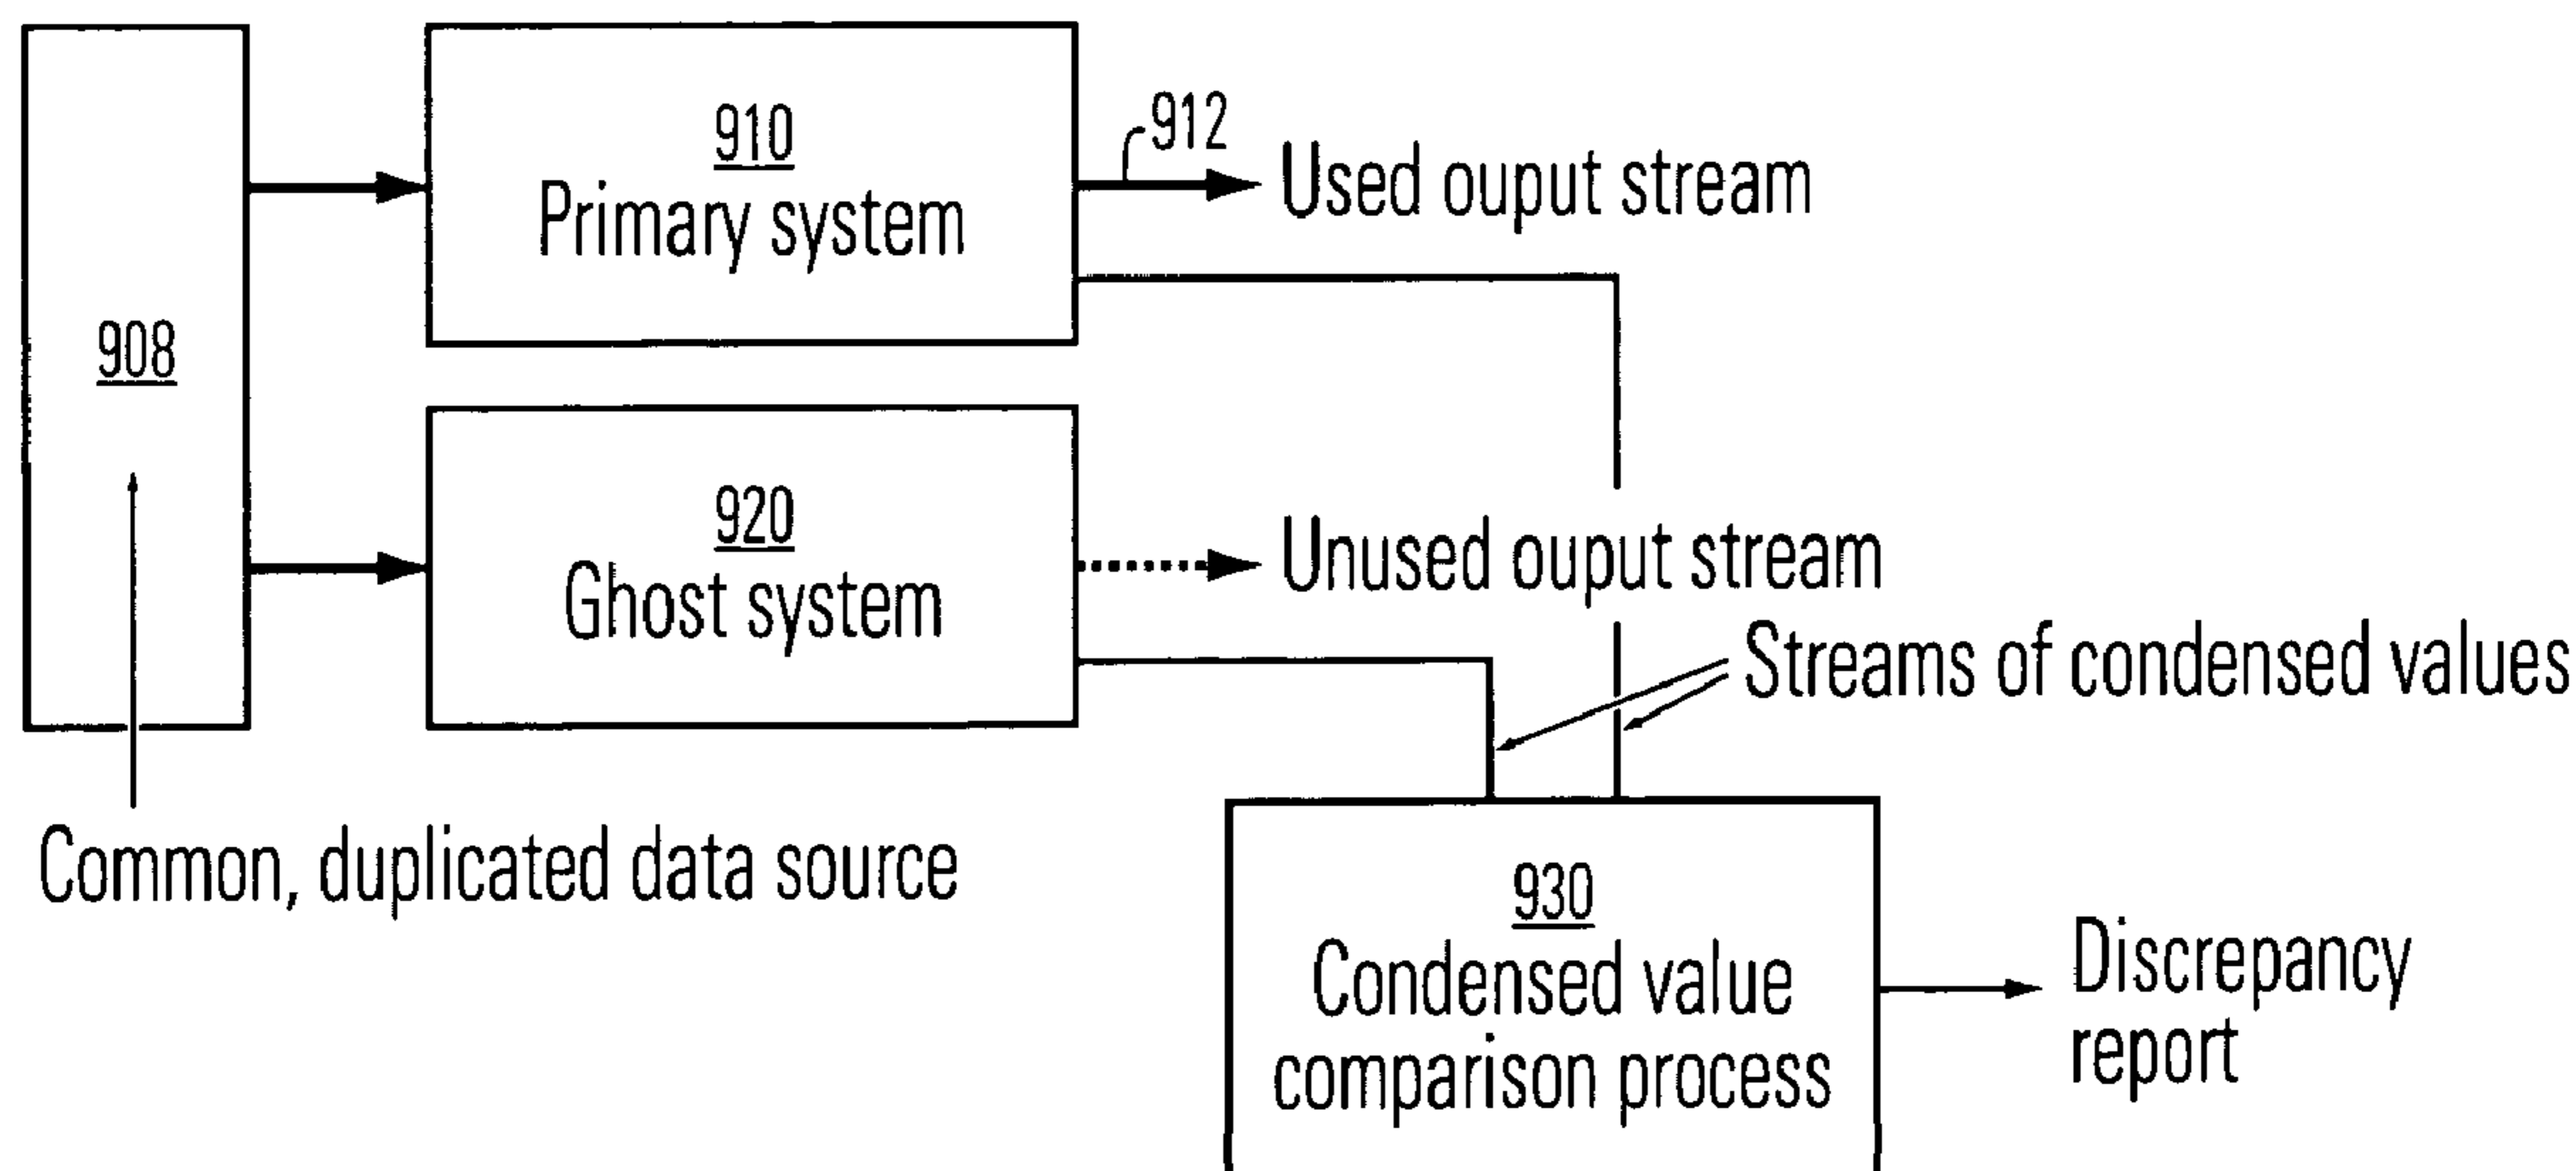 908
910
Primary system
912
Used ouput stream
920
Ghost system
Unused ouput stream
Streams of condensed values
Common, duplicated data source
930
Condensed value
comparison process
Discrepancy
report